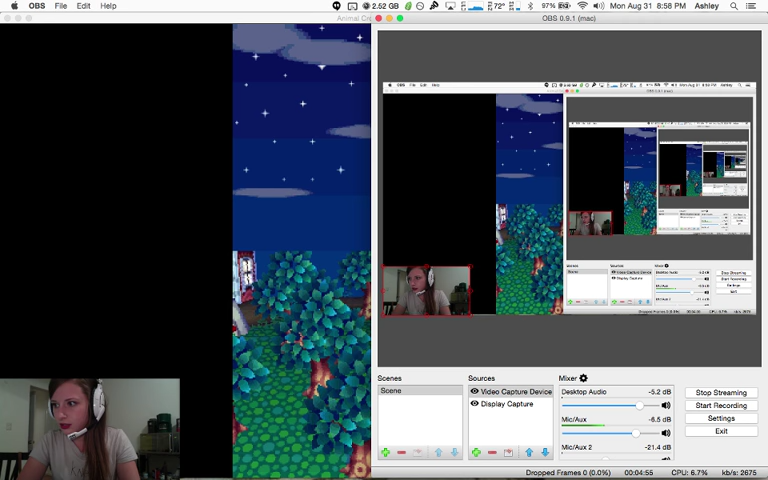 OBS File Edit Help 2.52 GB 72° 97% Mon Aug 31 8:58 PM Ashley
Animal Cr
OBS 0.9.1 (mac)
Scenes
Scene
Sources
Video Capture Device
Display Capture
Mixer
Desktop Audio -5.2 dB
Mic/Aux -6.5 dB
Mic/Aux 2 -21.4 dB
Stop Streaming
Start Recording
Settings
Exit
Dropped Frames 0 (0.0%) 00:04:55 CPU: 6.7% kb/s: 2675